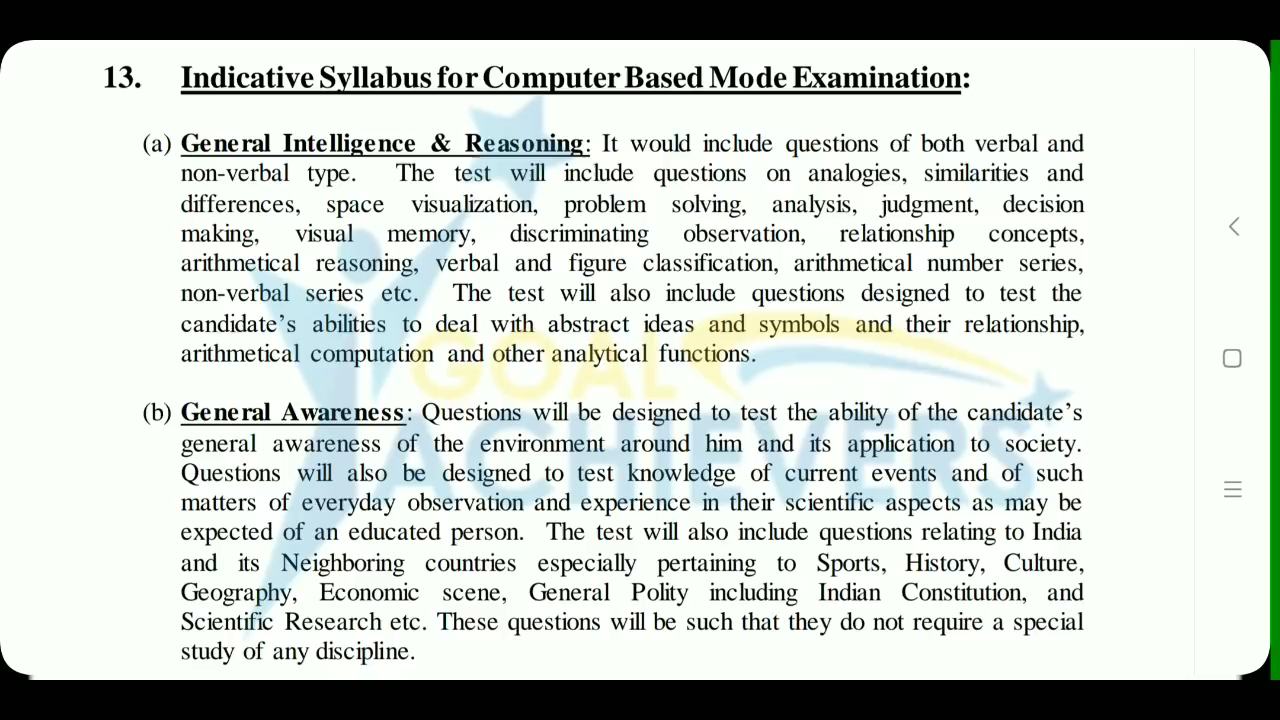 13. Indicative Syllabus for Computer Based Mode Examination:
(a) General Intelligence & Reasoning: It would include questions of both verbal and
non-verbal type. The test will include questions on analogies, similarities and
differences, space visualization, problem solving, analysis, judgment, decision
making, visual memory, discriminating observation, relationship concepts,
arithmetical reasoning, verbal and figure classification, arithmetical number series,
non-verbal series etc. The test will also include questions designed to test the
candidate's abilities to deal with abstract ideas and symbols and their relationship,
arithmetical computation and other analytical functions.
GOAL
(b) General Awareness: Questions will be designed to test the ability of the candidate's
general awareness of the environment around him and its application to society.
ACHIEVERS
Questions will also be designed to test knowledge of current events and of such
matters of everyday observation and experience in their scientific aspects as may be
expected of an educated person. The test will also include questions relating to India
and its Neighboring countries especially pertaining to Sports, History, Culture,
Geography, Economic scene, General Polity including Indian Constitution, and
Scientific Research etc. These questions will be such that they do not require a special
study of any discipline.